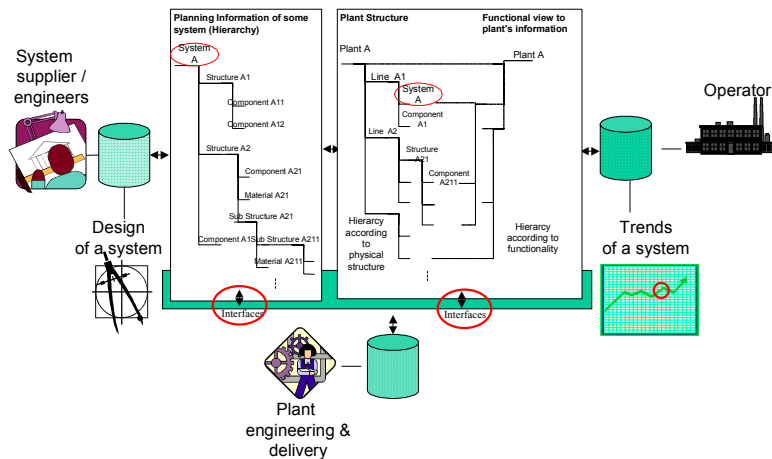 Planning Information of some
system (Hierarchy)
System
A
Structure A1
Component A11
Component A12
Structure A2
Component A21
Material A21
Sub Structure A21
Component A1
Sub Structure A211
Material A211
Plant Structure
Functional view to
plant's information
Plant A
Plant A
Line A1
System
A
Component
A1
Line A2
Structure
A21
Component
A211
Hierarcy
according
to
physical
structure
Hierarcy
according to
functionality
System
supplier /
engineers
Design
of a system
Operator
Trends
of a system
Interfaces
Interfaces
Plant
engineering &
delivery